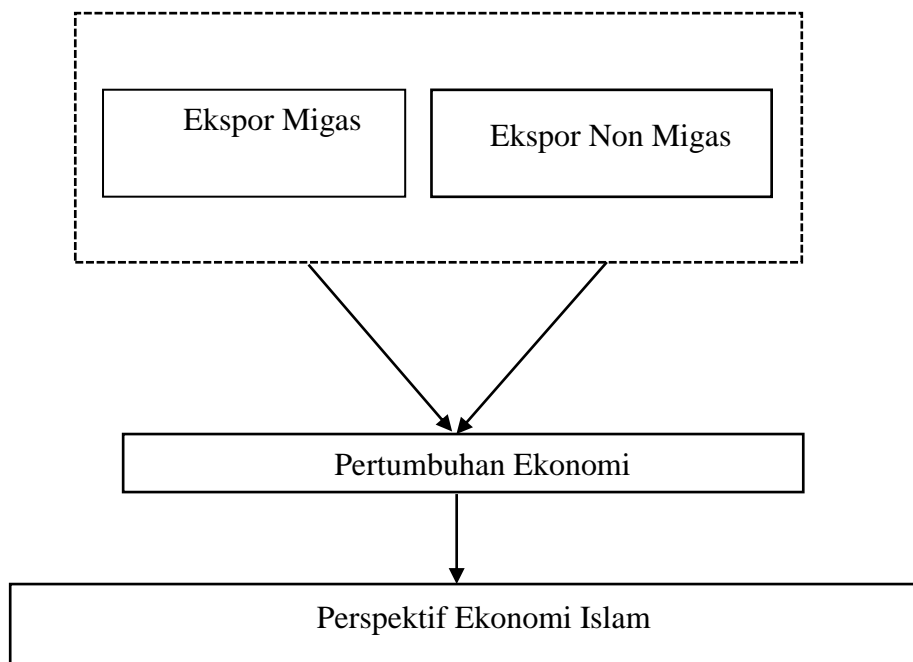 Ekspor Migas
Ekspor Non Migas
Pertumbuhan Ekonomi
Perspektif Ekonomi Islam